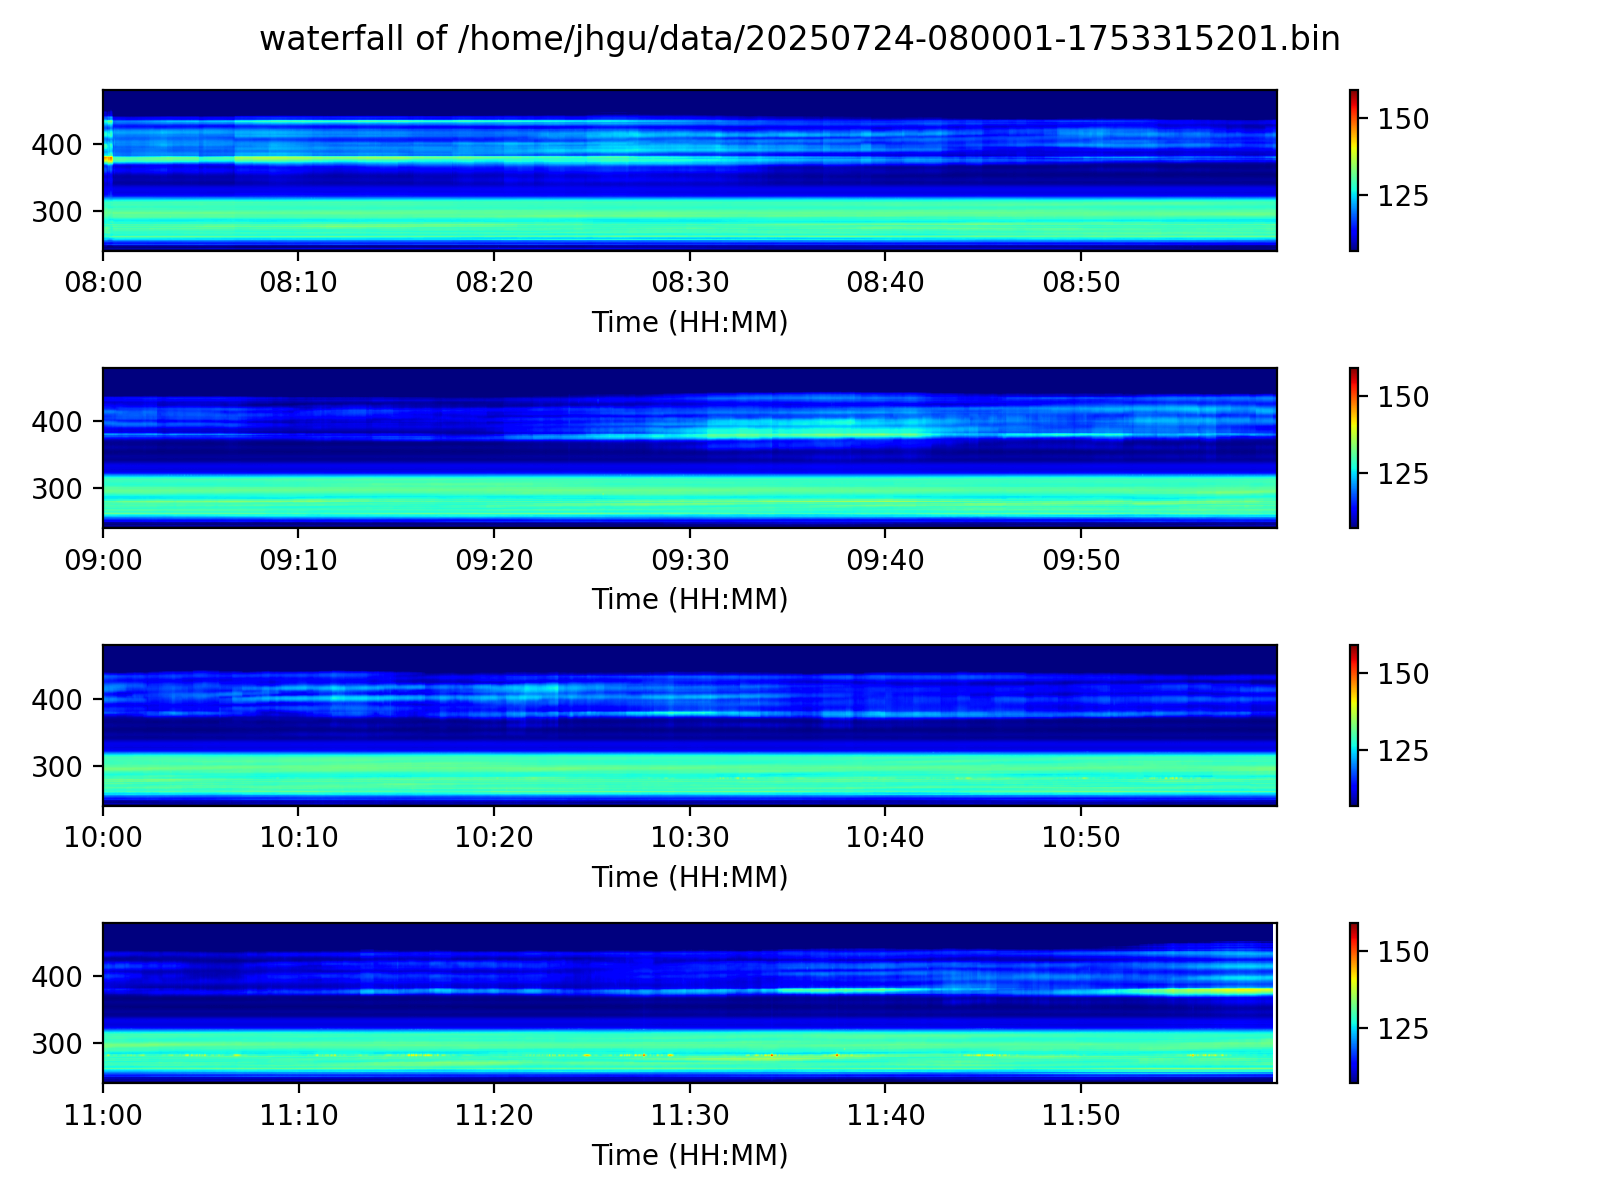 waterfall of /home/jhgu/data/20250724-080001-1753315201.bin
400
300
150
125
08:00 08:10 08:20 08:30 08:40 08:50
Time (HH:MM)
400
300
150
125
09:00 09:10 09:20 09:30 09:40 09:50
Time (HH:MM)
400
300
150
125
10:00 10:10 10:20 10:30 10:40 10:50
Time (HH:MM)
400
300
150
125
11:00 11:10 11:20 11:30 11:40 11:50
Time (HH:MM)